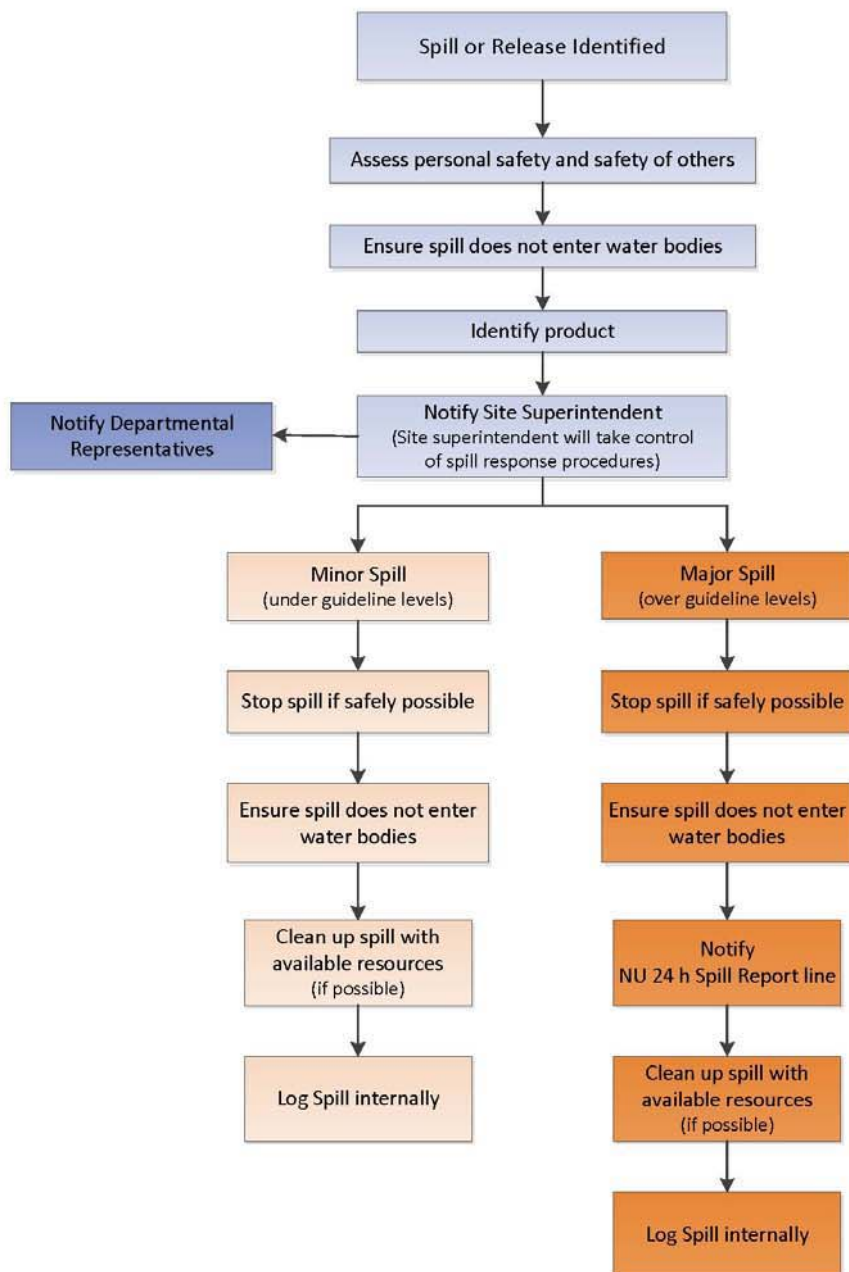 Spill or Release Identified
Assess personal safety and safety of others
Ensure spill does not enter water bodies
Identify product
Notify Site Superintendent
(Site superintendent will take control
of spill response procedures)
Notify Departmental
Representatives
Minor Spill
(under guideline levels)
Stop spill if safely possible
Ensure spill does not enter
water bodies
Clean up spill with
available resources
(if possible)
Log Spill internally
Major Spill
(over guideline levels)
Stop spill if safely possible
Ensure spill does not enter
water bodies
Notify
NU 24 h Spill Report line
Clean up spill with
available resources
(if possible)
Log Spill internally